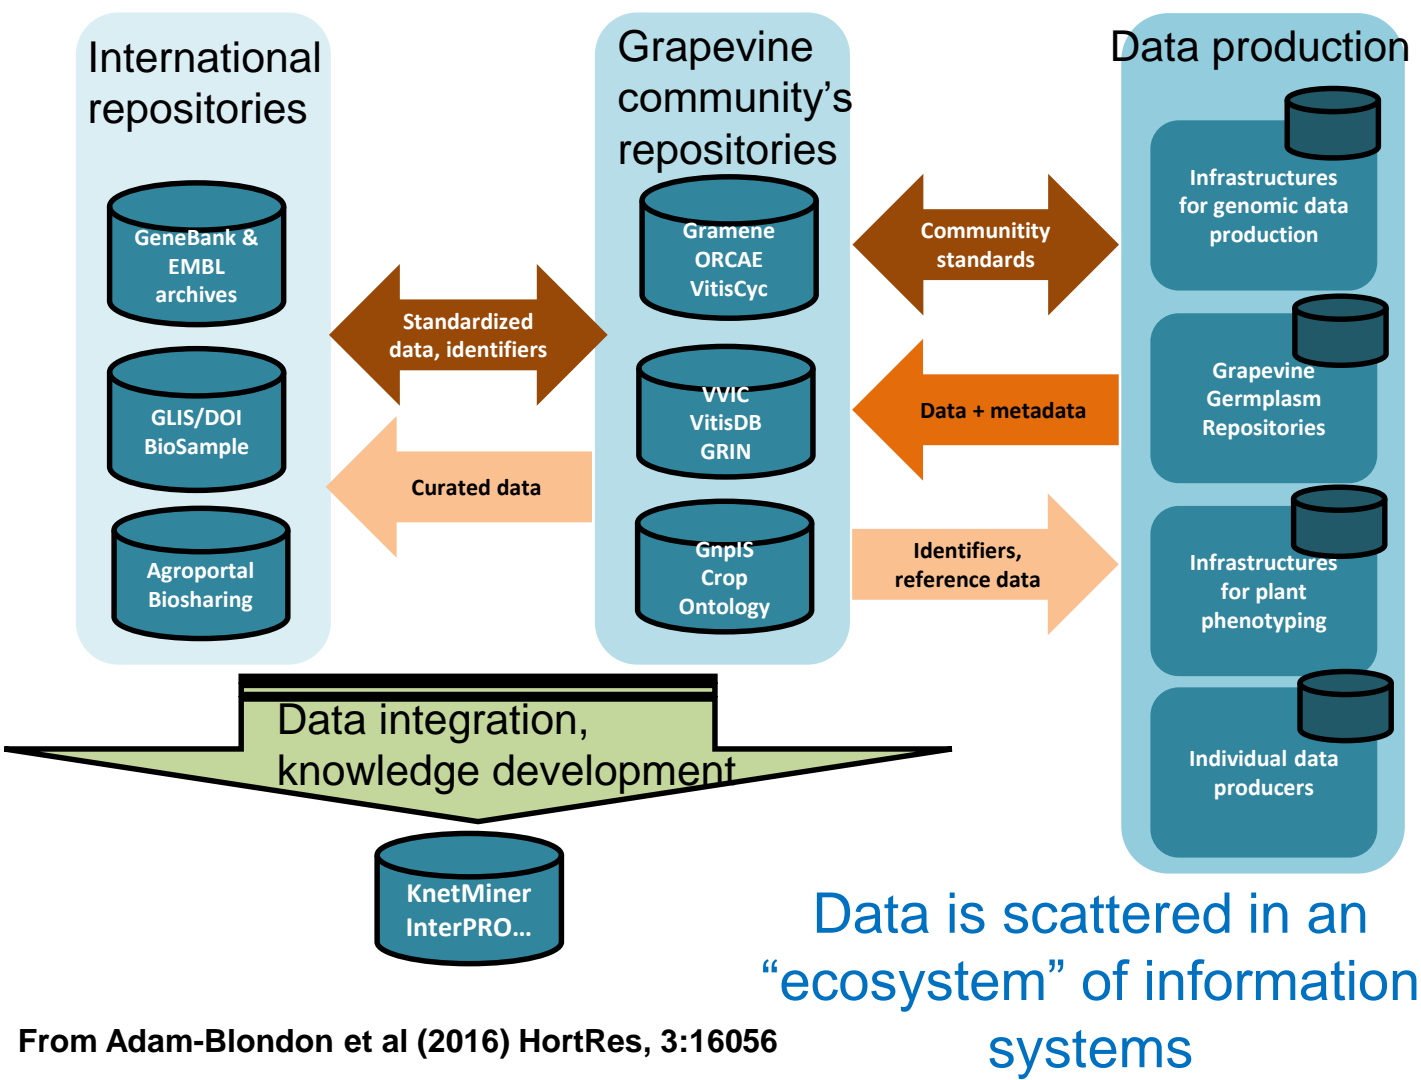 International
repositories
GeneBank &
EMBL
archives
GLIS/DOI
BioSample
Agroportal
Biosharing
Standardized
data, identifiers
Curated data
Grapevine
community’s
repositories
Gramene
ORCAE
VitisCyc
VVIC
VitisDB
GRIN
GnpIS
Crop
Ontology
Communitity
standards
Data + metadata
Identifiers,
reference data
Data production
Infrastructures
for genomic data
production
Grapevine
Germplasm
Repositories
Infrastructures
for plant
phenotyping
Individual data
producers
Data integration,
knowledge development
KnetMiner
InterPRO…
Data is scattered in an
“ecosystem” of information
systems
From Adam-Blondon et al (2016) HortRes, 3:16056